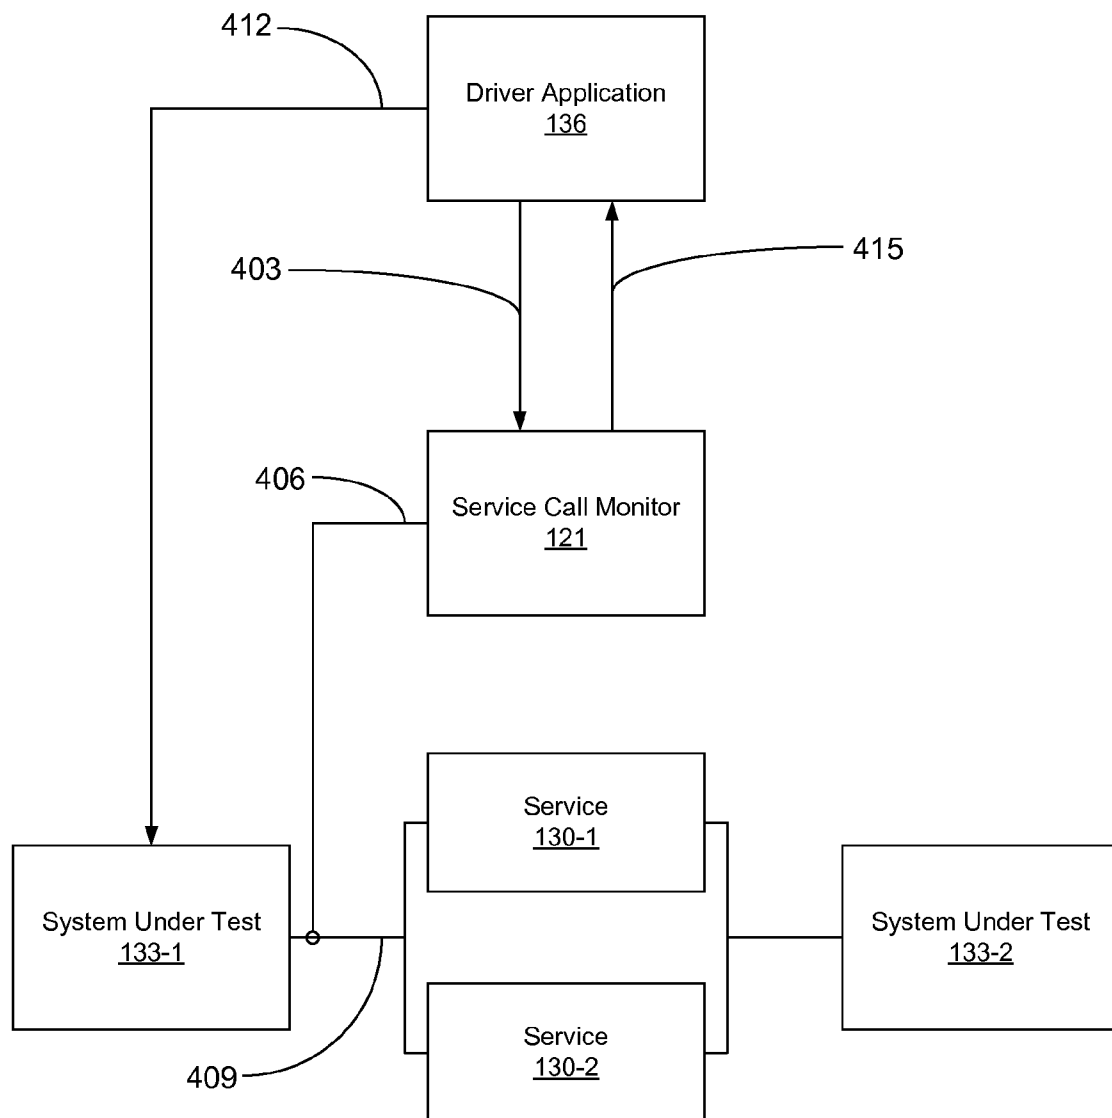 412
Driver Application
136
403
415
406
Service Call Monitor
121
Service
130-1
System Under Test
133-1
System Under Test
133-2
Service
130-2
409